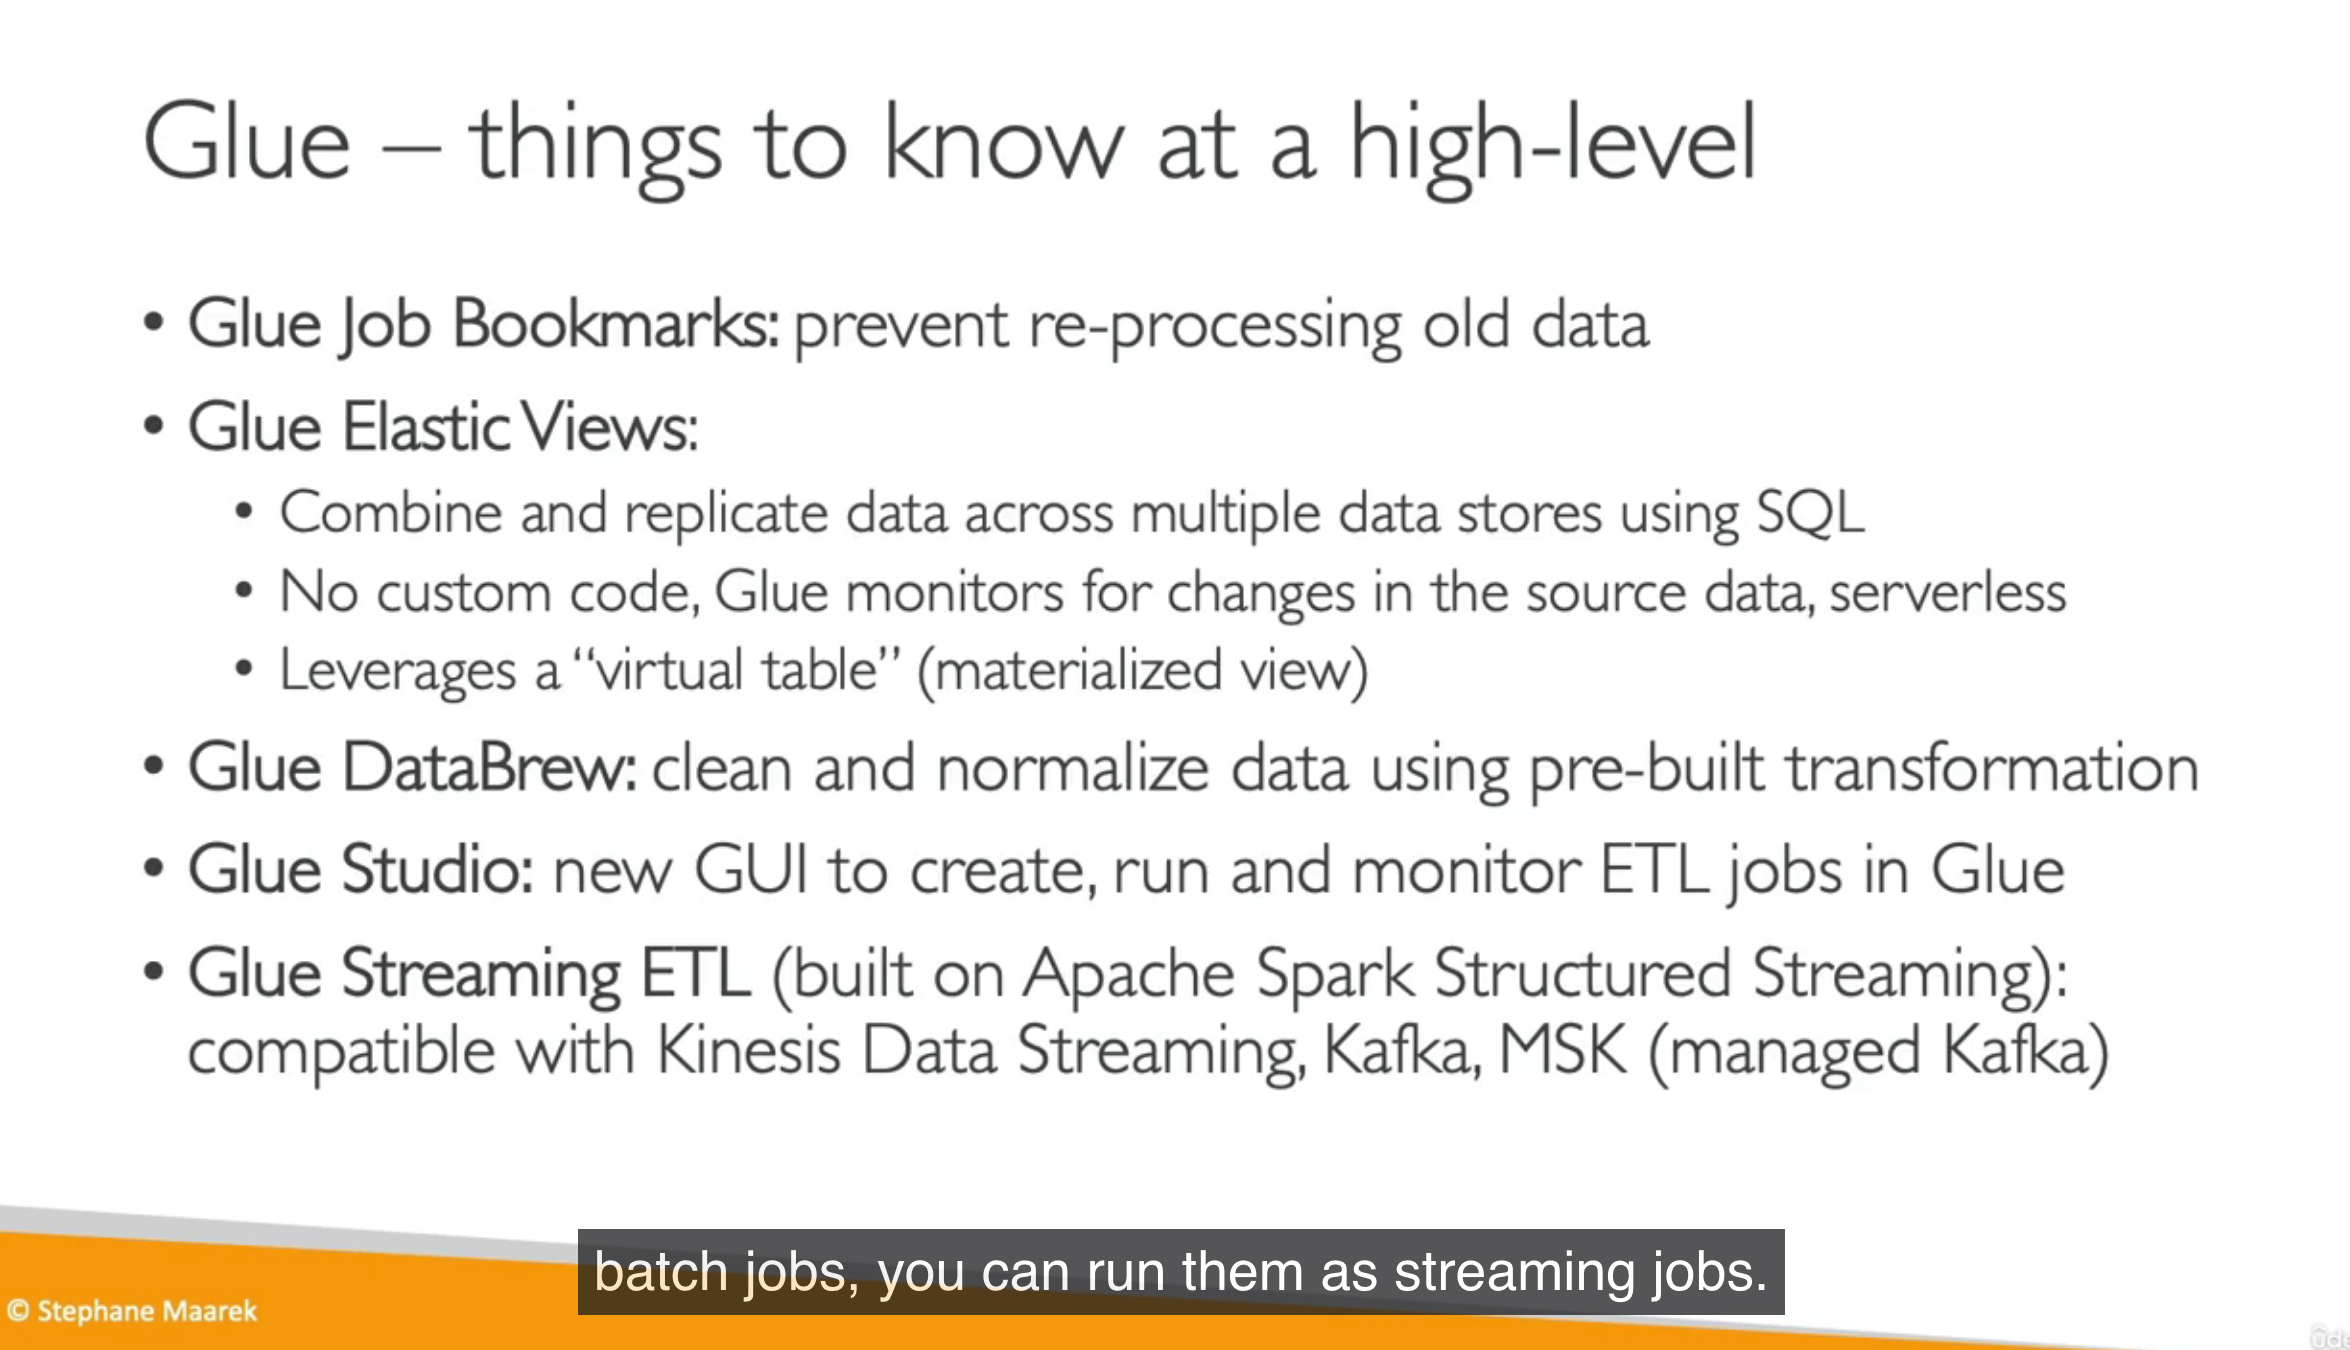 Glue – things to know at a high-level
• Glue Job Bookmarks: prevent re-processing old data
• Glue Elastic Views:
• Combine and replicate data across multiple data stores using SQL
• No custom code, Glue monitors for changes in the source data, serverless
• Leverages a “virtual table” (materialized view)
• Glue DataBrew: clean and normalize data using pre-built transformation
• Glue Studio: new GUI to create, run and monitor ETL jobs in Glue
• Glue Streaming ETL (built on Apache Spark Structured Streaming):
compatible with Kinesis Data Streaming, Kafka, MSK (managed Kafka)
batch jobs, you can run them as streaming jobs.
© Stephane Maarek